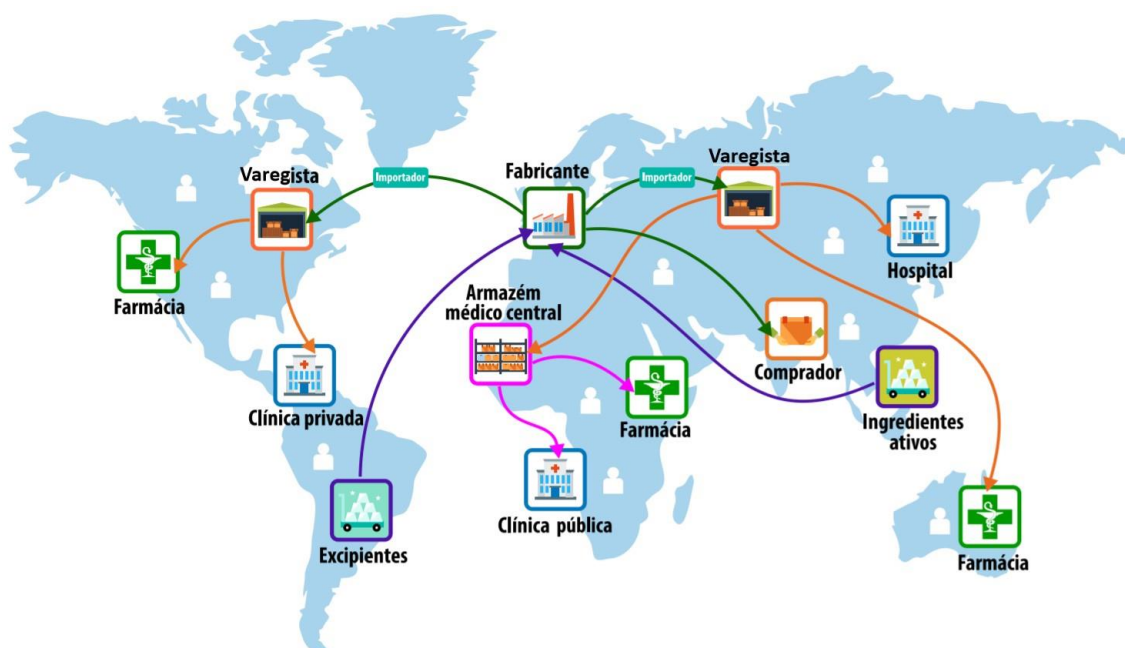 Varegista
Importador
Fabricante
Importador
Varegista
Farmácia
Hospital
Armazém
médico central
Comprador
Clínica privada
Farmácia
Ingredientes
ativos
Clínica pública
Excipientes
Farmácia